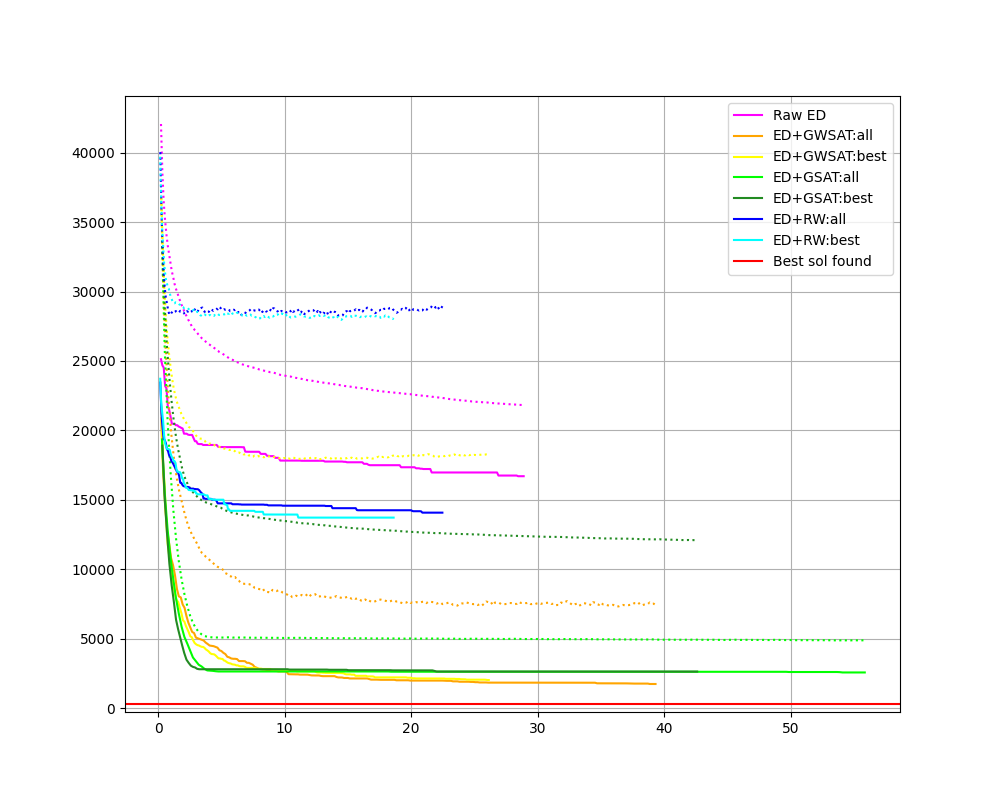 Raw ED
ED+GWSAT:all
ED+GWSAT:best
ED+GSAT:all
ED+GSAT:best
ED+RW:all
ED+RW:best
Best sol found
40000
35000
30000
25000
20000
15000
10000
5000
0
0 10 20 30 40 50